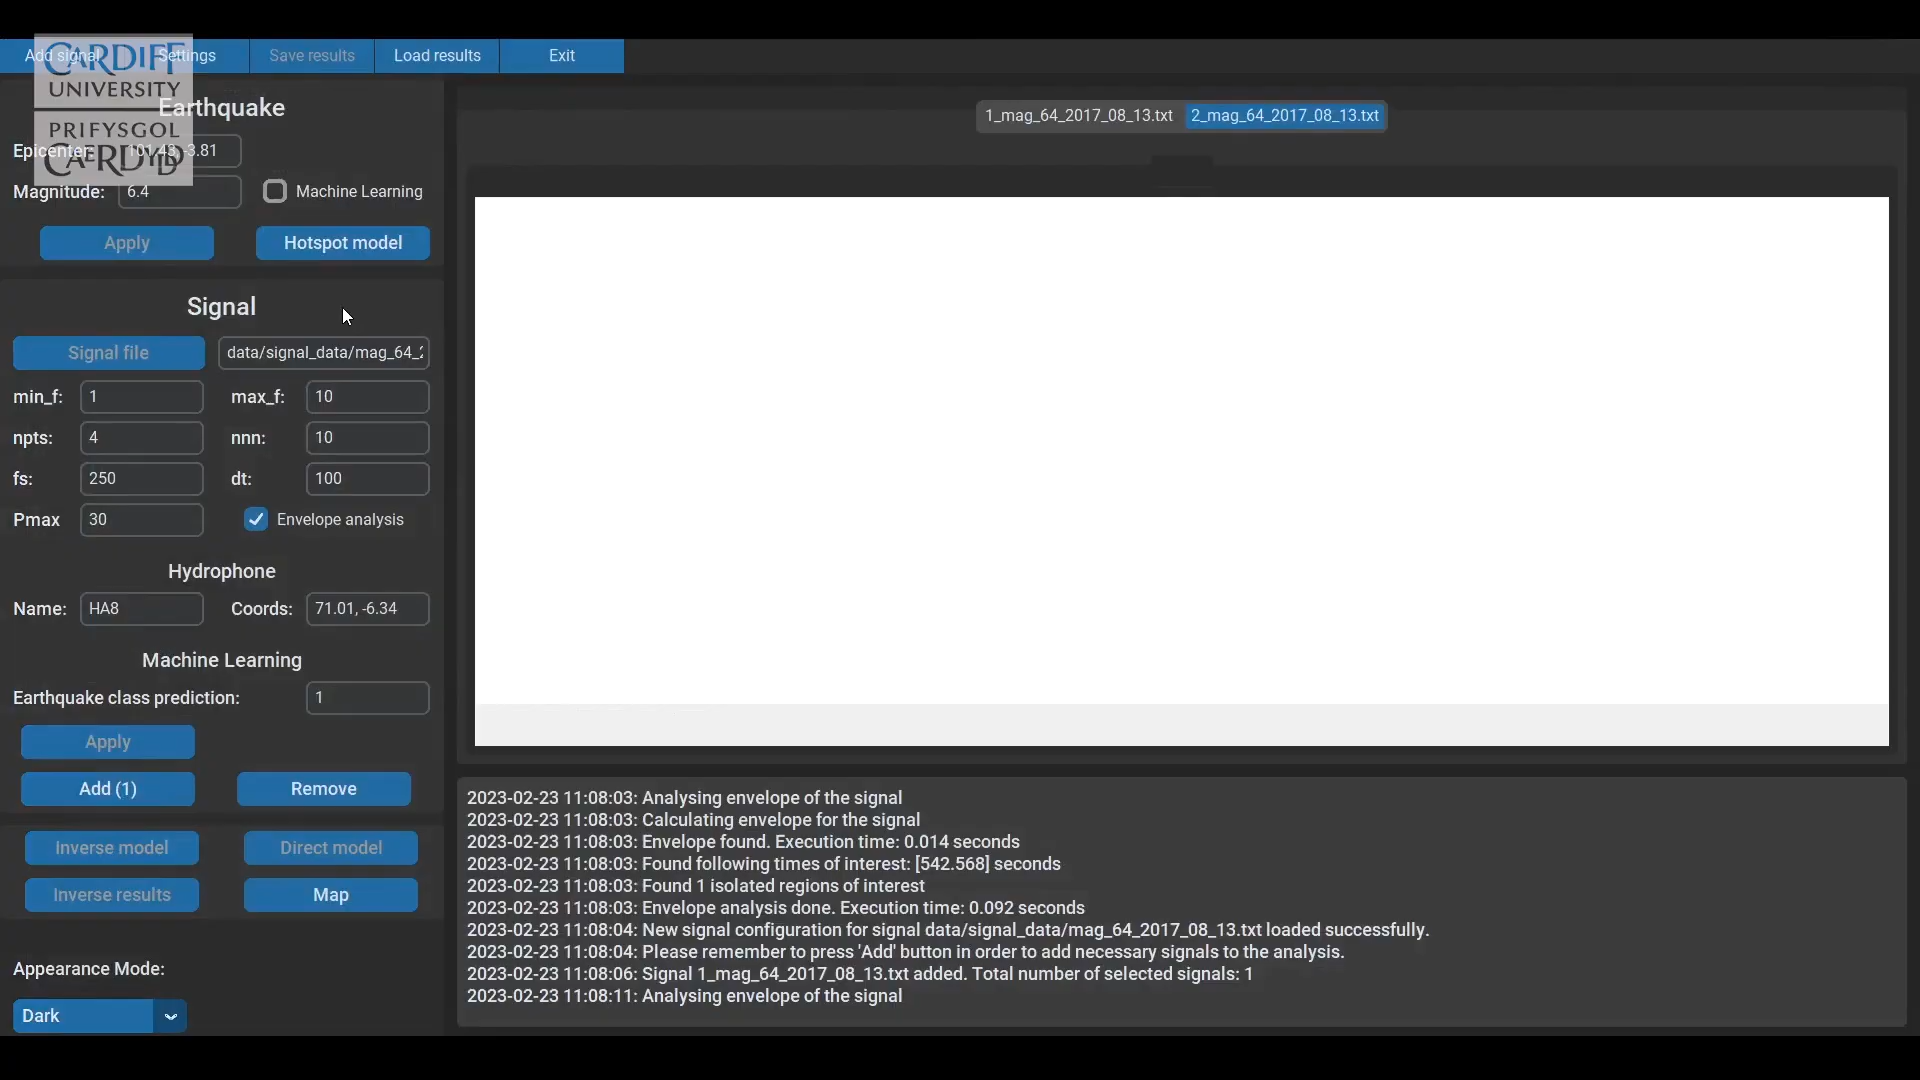 Add signal Settings Save results Load results Exit
CARDIFF
UNIVERSITY
PRIFYSGOL
CAERDYD
Earthquake
Epicenter: 101.43, -3.81
Magnitude: 6.4 Machine Learning
Apply Hotspot model
Signal
Signal file data/signal_data/mag_64_2
min_f: 1 max_f: 10
npts: 4 nnn: 10
fs: 250 dt: 100
Pmax 30 Envelope analysis
Hydrophone
Name: HA8 Coords: 71.01, -6.34
Machine Learning
Earthquake class prediction: 1
Apply
Add (1) Remove
Inverse model Direct model
Inverse results Map
Appearance Mode:
Dark
1_mag_64_2017_08_13.txt 2_mag_64_2017_08_13.txt
2023-02-23 11:08:03: Analysing envelope of the signal
2023-02-23 11:08:03: Calculating envelope for the signal
2023-02-23 11:08:03: Envelope found. Execution time: 0.014 seconds
2023-02-23 11:08:03: Found following times of interest: [542.568] seconds
2023-02-23 11:08:03: Found 1 isolated regions of interest
2023-02-23 11:08:03: Envelope analysis done. Execution time: 0.092 seconds
2023-02-23 11:08:04: New signal configuration for signal data/signal_data/mag_64_2017_08_13.txt loaded successfully.
2023-02-23 11:08:04: Please remember to press 'Add' button in order to add necessary signals to the analysis.
2023-02-23 11:08:06: Signal 1_mag_64_2017_08_13.txt added. Total number of selected signals: 1
2023-02-23 11:08:11: Analysing envelope of the signal